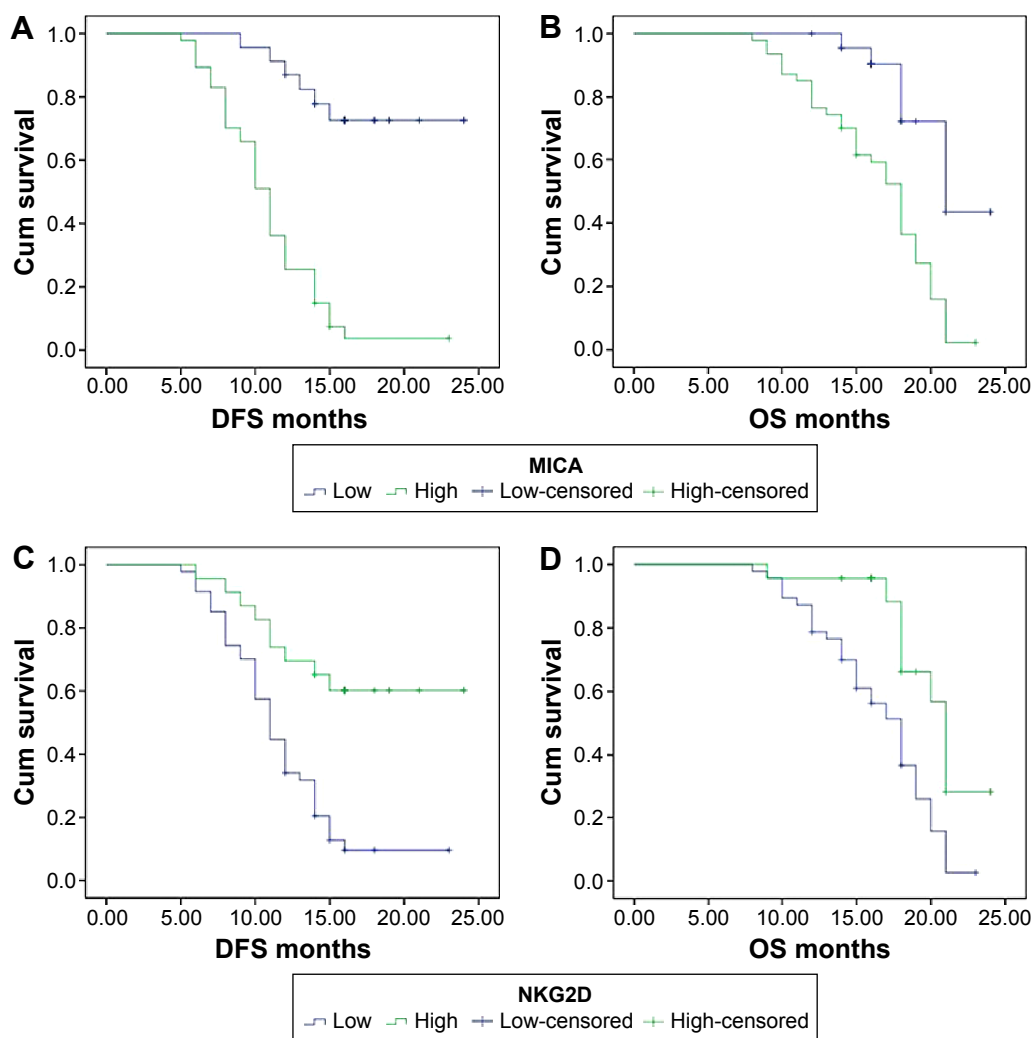 A
Cum survival
1.0
0.8
0.6
0.4
0.2
0.0
0.00 5.00 10.00 15.00 20.00 25.00
DFS months
B
Cum survival
1.0
0.8
0.6
0.4
0.2
0.0
0.00 5.00 10.00 15.00 20.00 25.00
OS months
MICA
Low High Low-censored High-censored
C
Cum survival
1.0
0.8
0.6
0.4
0.2
0.0
0.00 5.00 10.00 15.00 20.00 25.00
DFS months
D
Cum survival
1.0
0.8
0.6
0.4
0.2
0.0
0.00 5.00 10.00 15.00 20.00 25.00
OS months
NKG2D
Low High Low-censored High-censored